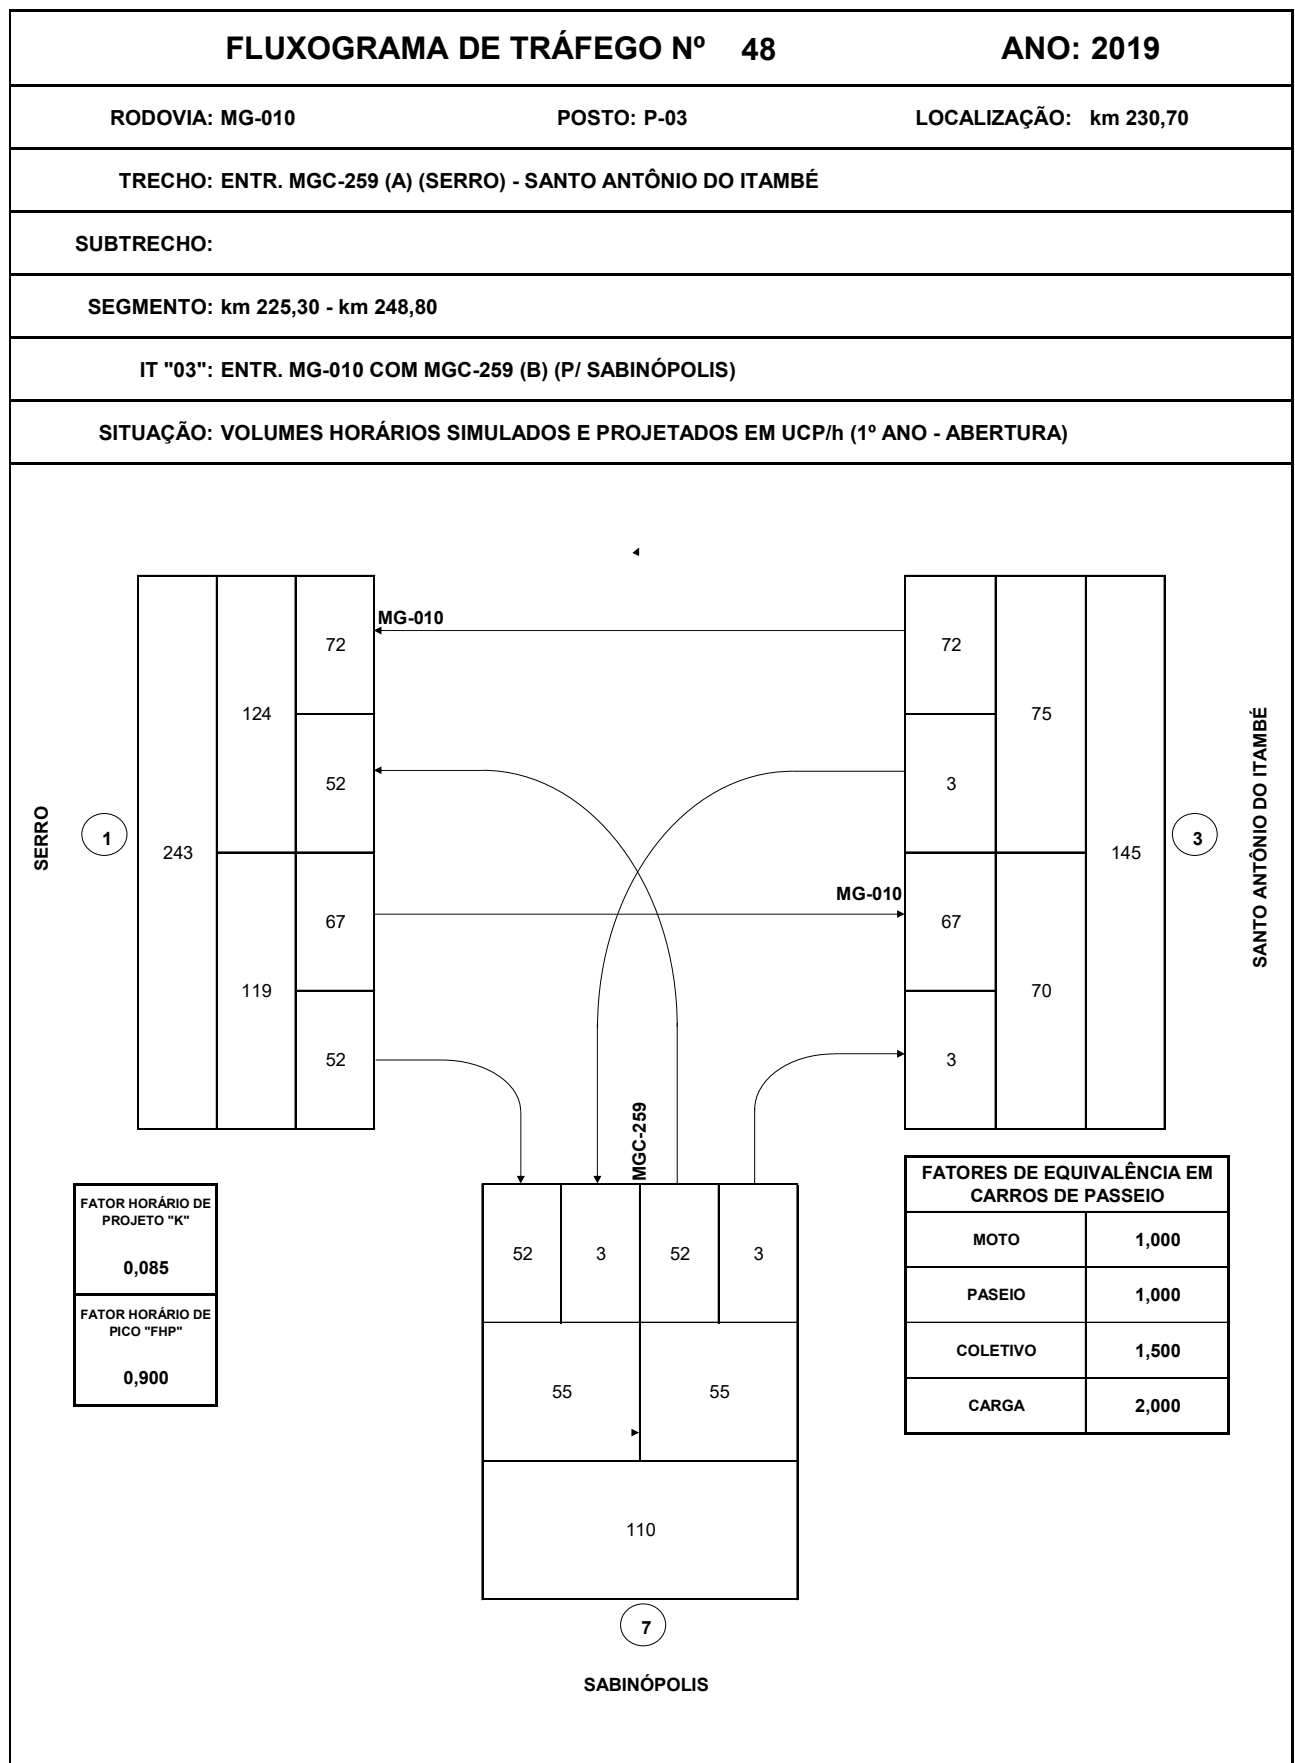 FLUXOGRAMA DE TRÁFEGO Nº 48 ANO: 2019
RODOVIA: MG-010 POSTO: P-03 LOCALIZAÇÃO: km 230,70
TRECHO: ENTR. MGC-259 (A) (SERRO) - SANTO ANTÔNIO DO ITAMBÉ
SUBTRECHO:
SEGMENTO: km 225,30 - km 248,80
IT "03": ENTR. MG-010 COM MGC-259 (B) (P/ SABINÓPOLIS)
SITUAÇÃO: VOLUMES HORÁRIOS SIMULADOS E PROJETADOS EM UCP/h (1º ANO - ABERTURA)
SERRO
1
243
124
119
72
52
67
52
MG-010
MG-010
72
3
67
3
75
70
145
3
SANTO ANTÔNIO DO ITAMBÉ
MGC-259
52 3 52 3
55 55
110
7
SABINÓPOLIS
FATOR HORÁRIO DE
PROJETO "K"
0,085
FATOR HORÁRIO DE
PICO "FHP"
0,900
FATORES DE EQUIVALÊNCIA EM
CARROS DE PASSEIO
MOTO 1,000
PASEIO 1,000
COLETIVO 1,500
CARGA 2,000